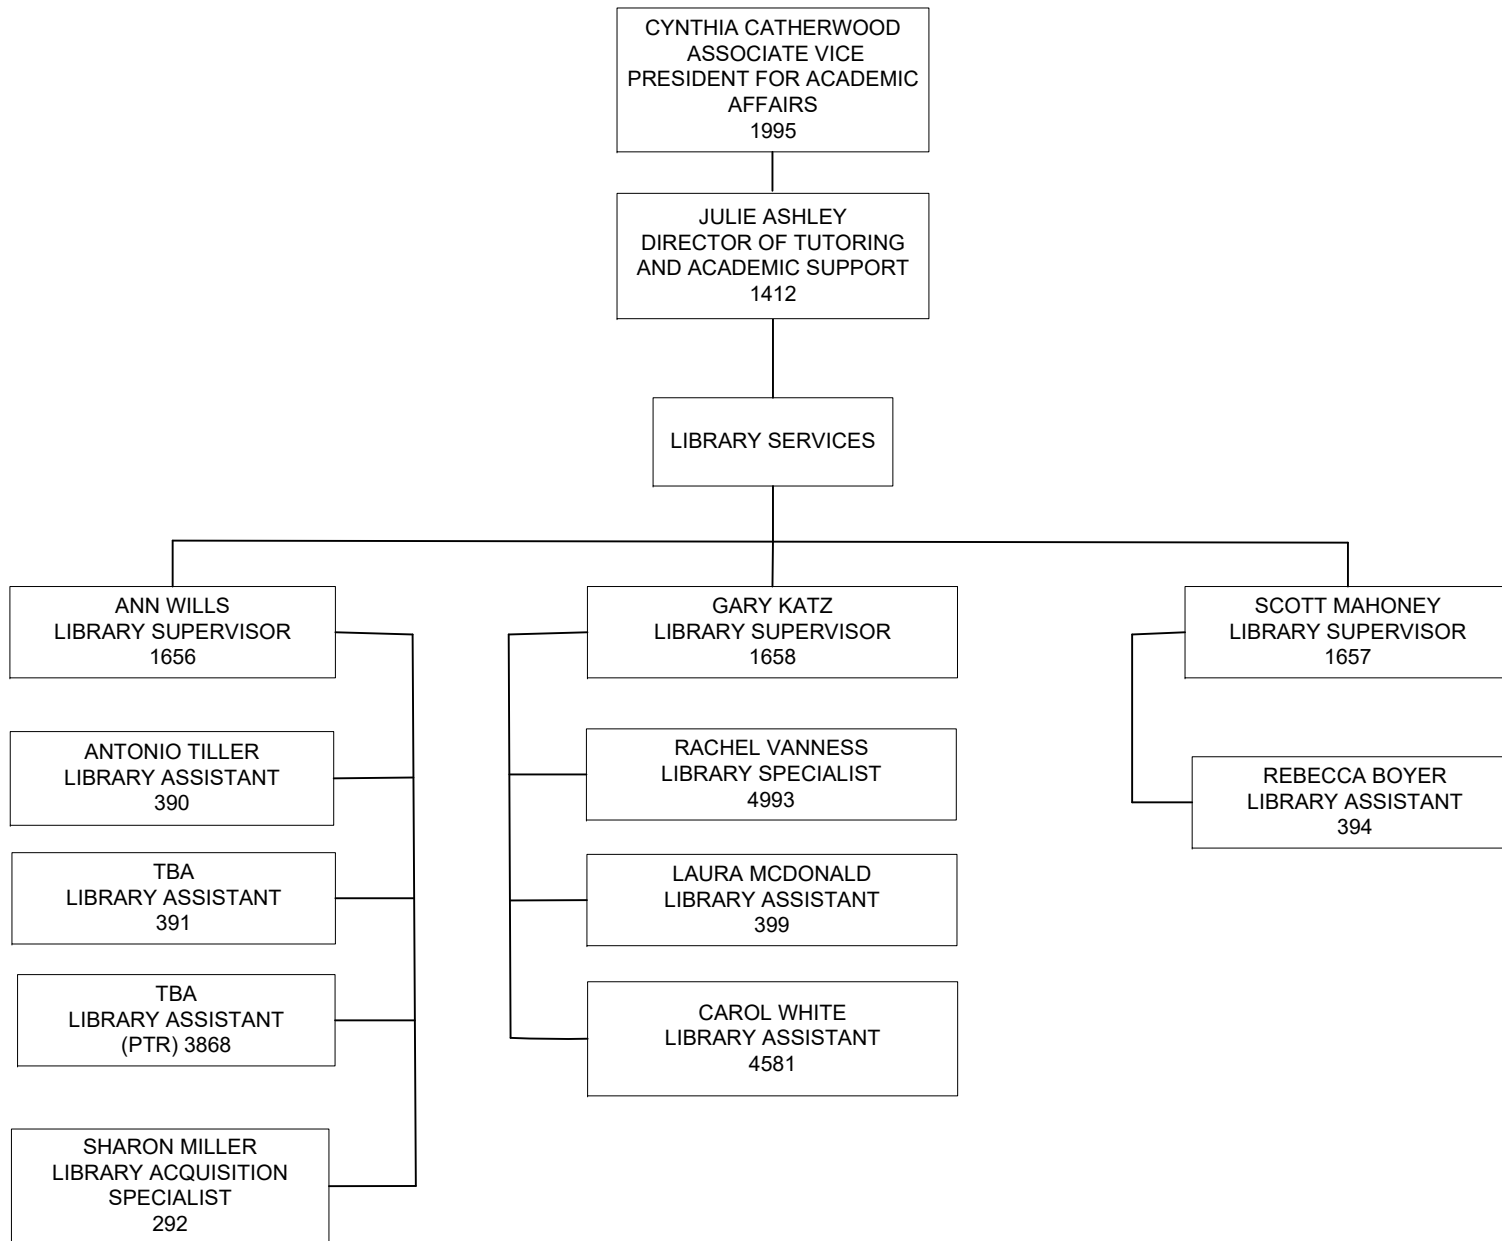 CYNTHIA CATHERWOOD
ASSOCIATE VICE
PRESIDENT FOR ACADEMIC
AFFAIRS
1995
JULIE ASHLEY
DIRECTOR OF TUTORING
AND ACADEMIC SUPPORT
1412
LIBRARY SERVICES
ANN WILLS
LIBRARY SUPERVISOR
1656
ANTONIO TILLER
LIBRARY ASSISTANT
390
TBA
LIBRARY ASSISTANT
391
TBA
LIBRARY ASSISTANT
(PTR) 3868
SHARON MILLER
LIBRARY ACQUISITION
SPECIALIST
292
GARY KATZ
LIBRARY SUPERVISOR
1658
RACHEL VANNESS
LIBRARY SPECIALIST
4993
LAURA MCDONALD
LIBRARY ASSISTANT
399
CAROL WHITE
LIBRARY ASSISTANT
4581
SCOTT MAHONEY
LIBRARY SUPERVISOR
1657
REBECCA BOYER
LIBRARY ASSISTANT
394